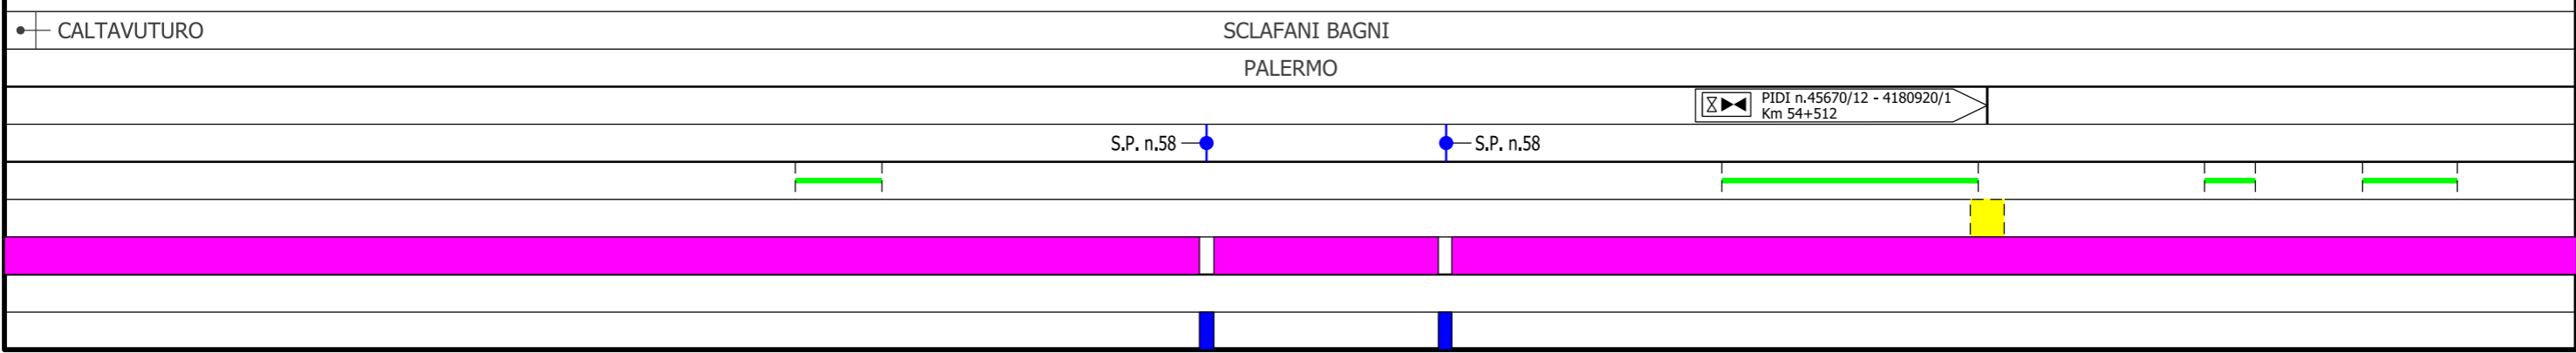 CALTAVUTURO
SCLAFANI BAGNI
PALERMO
PIDI n.45670/12 - 4180920/1
Km 54+512
S.P. n.58
S.P. n.58